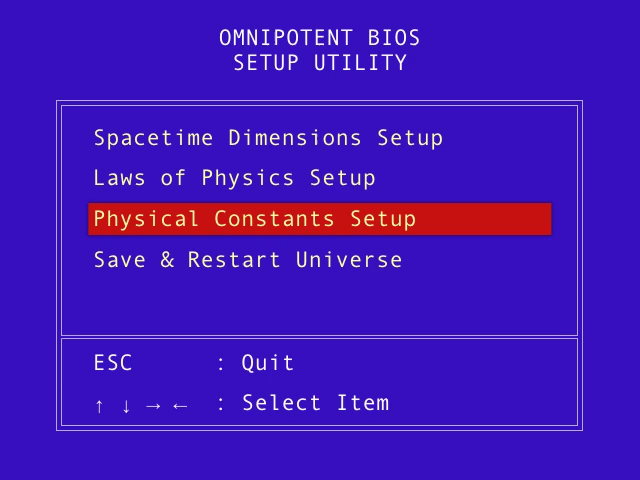 OMNIPOTENT BIOS
SETUP UTILITY
Spacetime Dimensions Setup
Laws of Physics Setup
Physical Constants Setup
Save & Restart Universe
ESC : Quit
↑ ↓ → ← : Select Item